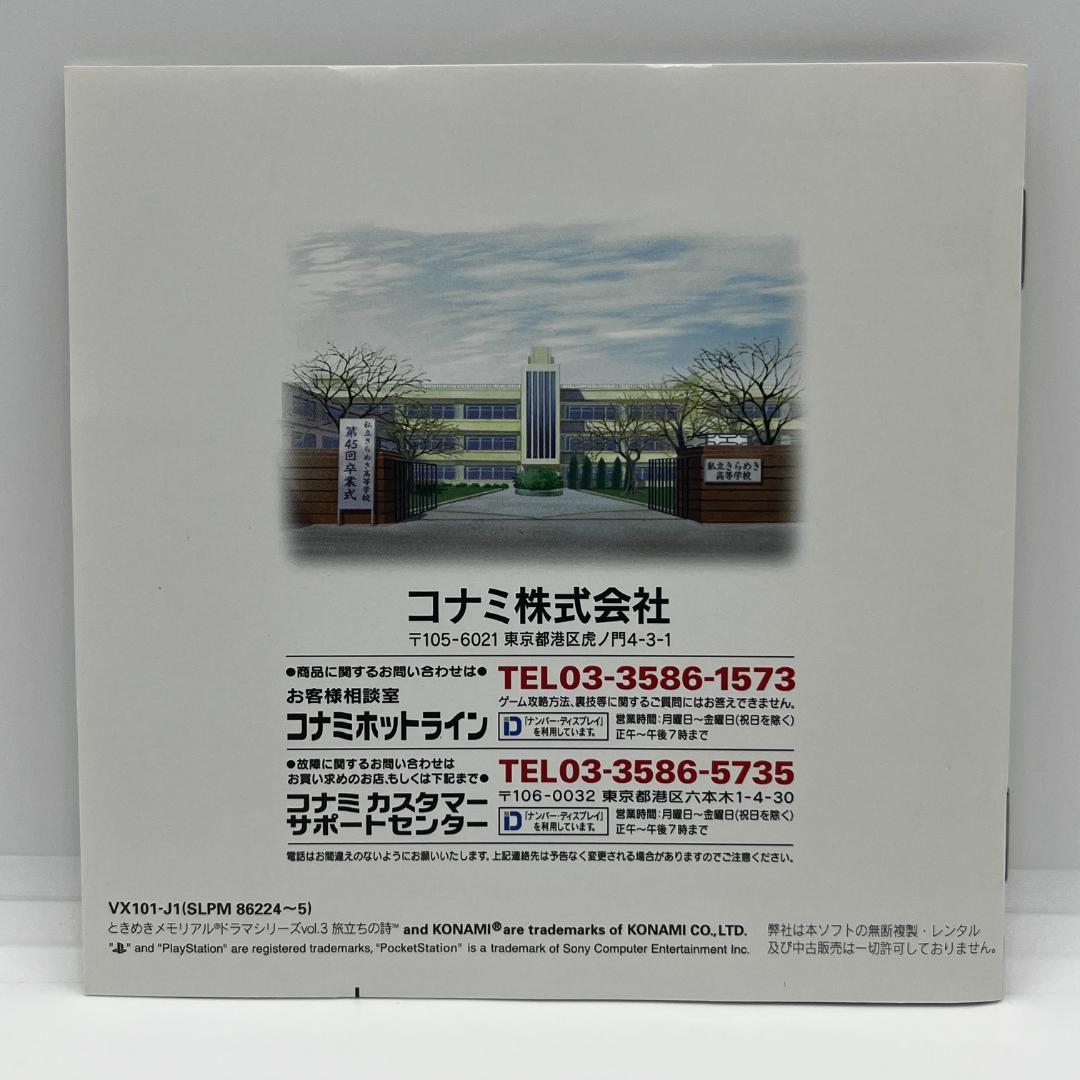 私立きらめき高等学校
第45回卒業式
私立きらめき
高等学校
コナミ株式会社
〒105-6021 東京都港区虎ノ門4-3-1
●商品に関するお問い合わせは●
お客様相談室
コナミホットライン
TEL03-3586-1573
ゲーム攻略方法、裏技等に関するご質問にはお答えできません。
D「ナンバー・ディスプレイ」
を利用しています。
営業時間:月曜日〜金曜日(祝日を除く)
正午〜午後7時まで
●故障に関するお問い合わせは
お買い求めのお店、もしくは下記まで●
コナミ カスタマー
サポートセンター
TEL03-3586-5735
〒106-0032 東京都港区六本木1-4-30
D「ナンバー・ディスプレイ」
を利用しています。
営業時間:月曜日〜金曜日(祝日を除く)
正午〜午後7時まで
電話はお間違えのないようにお願いいたします。上記連絡先は予告なく変更される場合がありますのでご注意ください。
VX101-J1(SLPM 86224〜5)
ときめきメモリアル®ドラマシリーズvol.3 旅立ちの詩™ and KONAMI® are trademarks of KONAMI CO.,LTD.
" " and "PlayStation" are registered trademarks, "PocketStation" is a trademark of Sony Computer Entertainment Inc.
弊社は本ソフトの無断複製・レンタル
及び中古販売は一切許可しておりません。